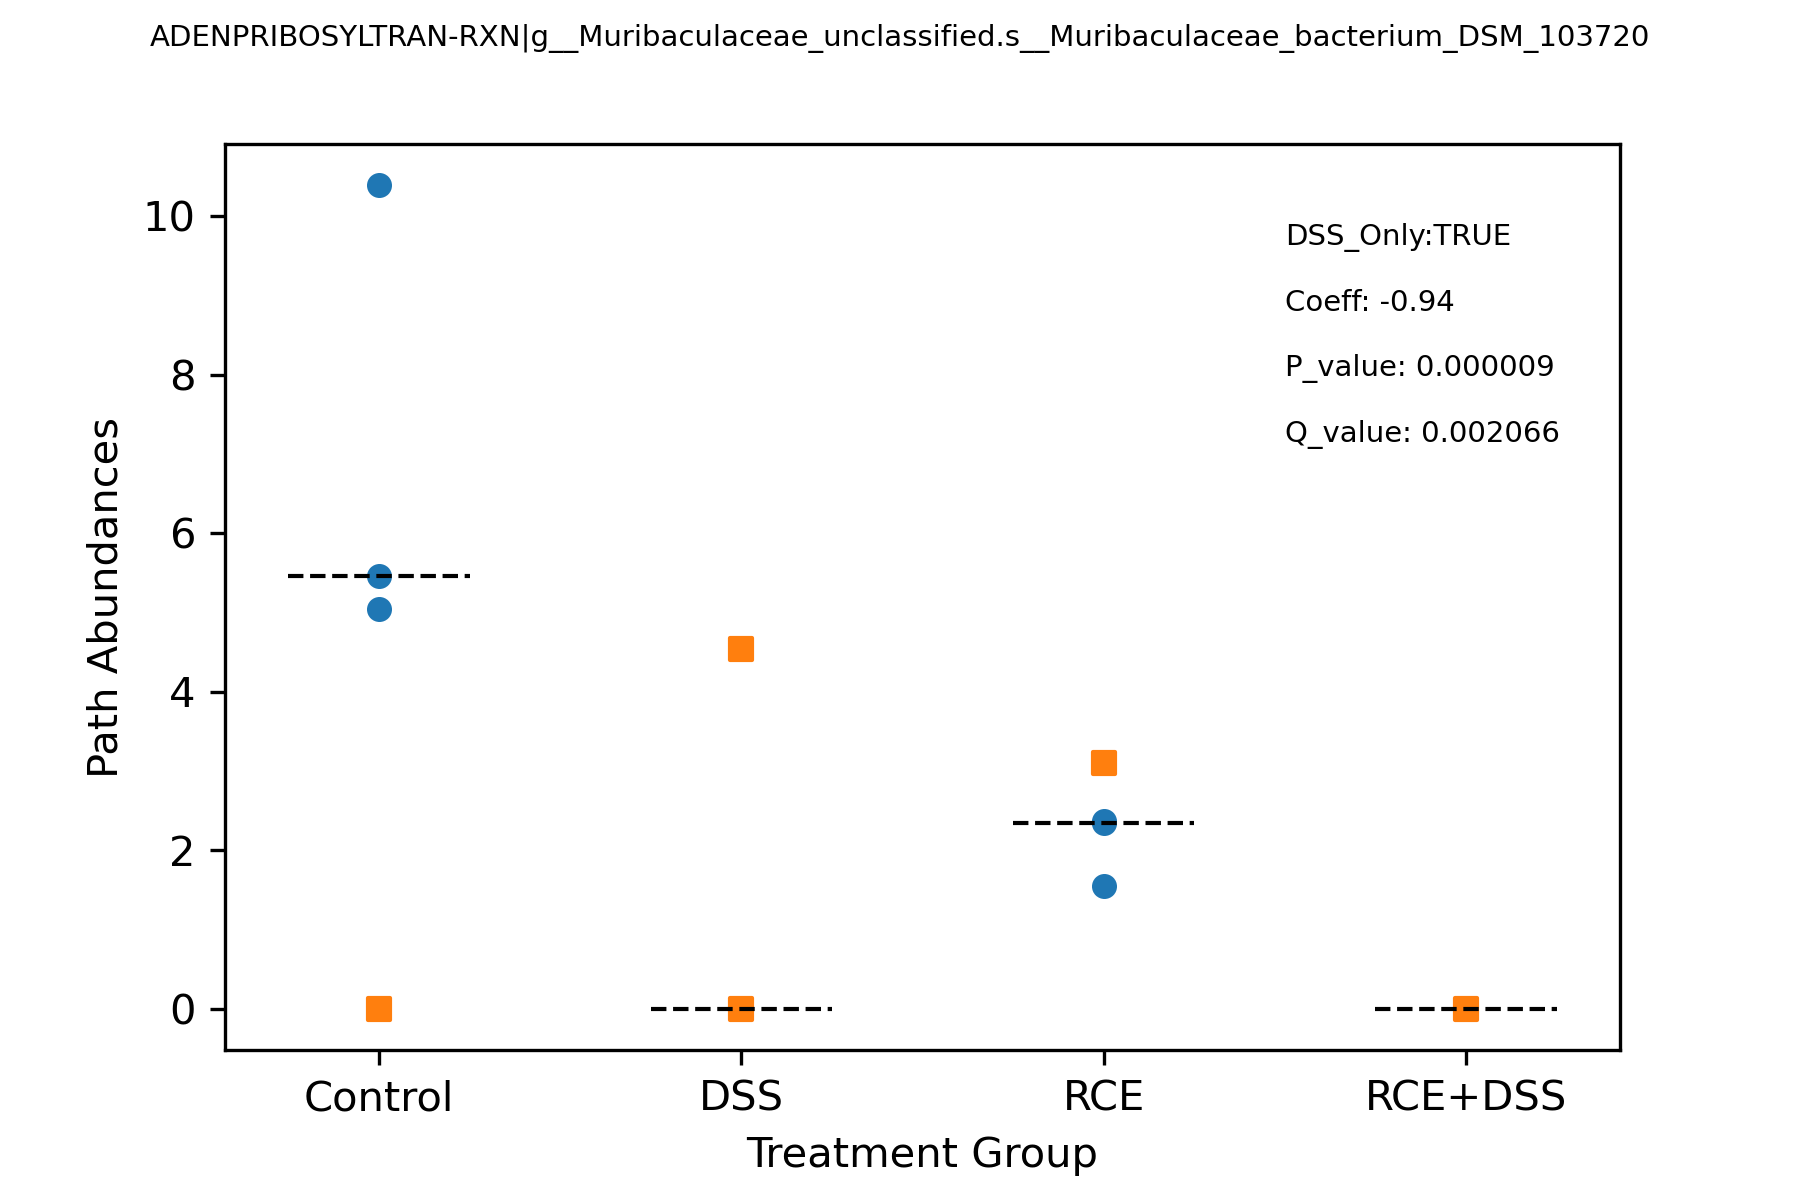 ADENPRIBOSYLTRAN-RXN|g__Muribaculaceae_unclassified.s__Muribaculaceae_bacterium_DSM_103720
10
8
6
4
2
0
Path Abundances
DSS_Only:TRUE
Coeff: -0.94
P_value: 0.000009
Q_value: 0.002066
Control
DSS
RCE
RCE+DSS
Treatment Group